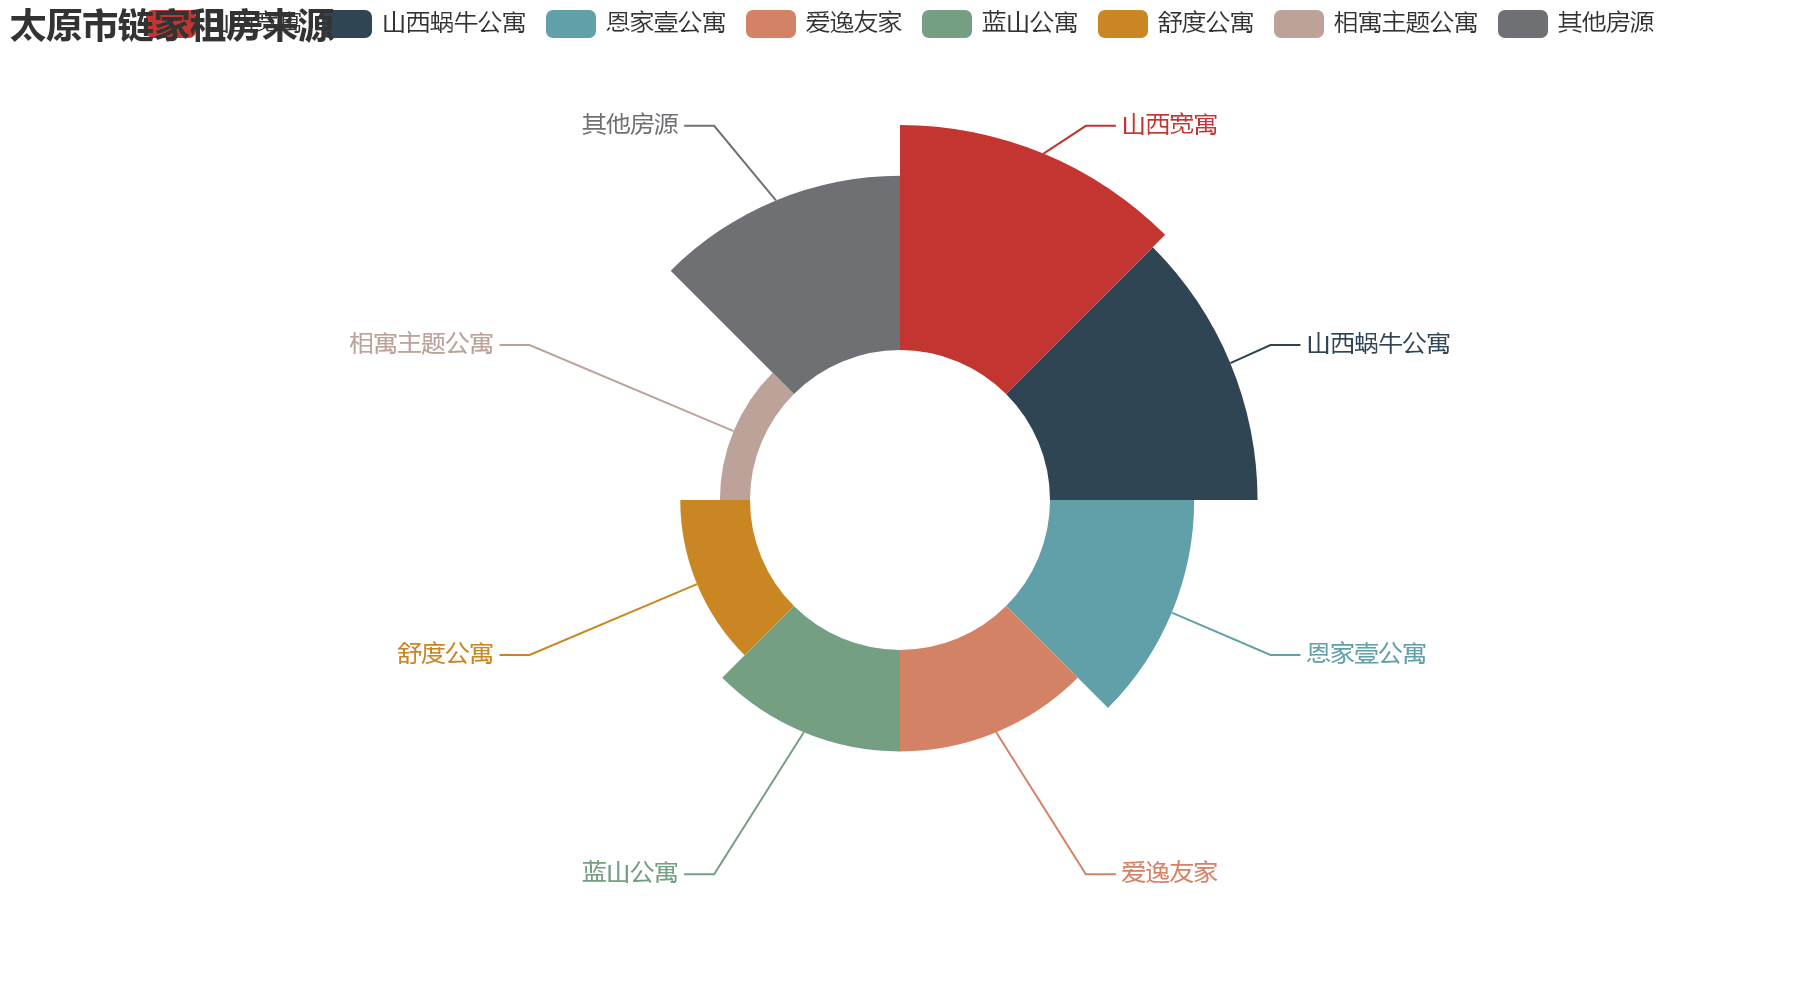 太原市链家租房来源
山西宽寓 山西蜗牛公寓 恩家壹公寓 爱逸友家 蓝山公寓 舒度公寓 相寓主题公寓 其他房源
其他房源 山西宽寓
相寓主题公寓 山西蜗牛公寓
舒度公寓 恩家壹公寓
蓝山公寓 爱逸友家